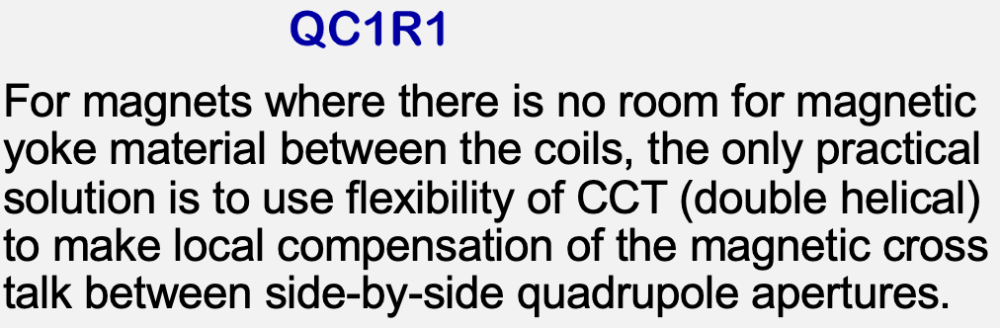 QC1R1
For magnets where there is no room for magnetic
yoke material between the coils, the only practical
solution is to use flexibility of CCT (double helical)
to make local compensation of the magnetic cross
talk between side-by-side quadrupole apertures.